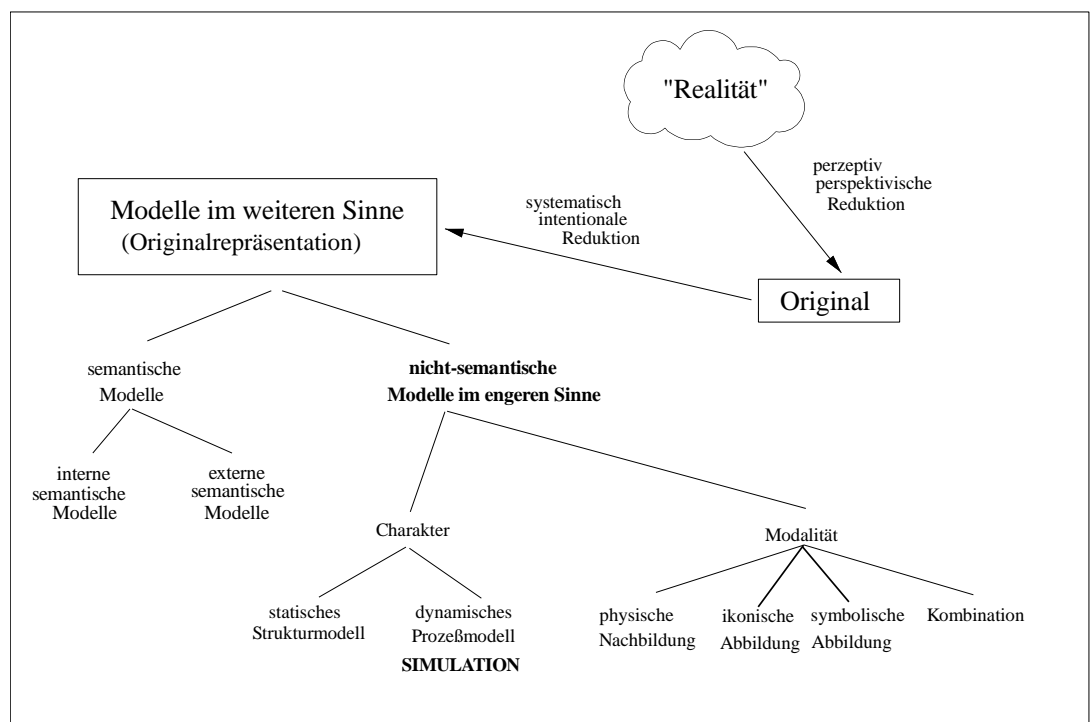 "Realität"
perzeptiv
perspektivische
Reduktion
systematisch
intentionale
Reduktion
Modelle im weiteren Sinne
(Originalrepräsentation)
Original
semantische
Modelle
nicht-semantische
Modelle im engeren Sinne
interne
semantische
Modelle
externe
semantische
Modelle
Charakter
Modalität
statisches
Strukturmodell
dynamisches
Prozeßmodell
SIMULATION
physische
Nachbildung
ikonische
Abbildung
symbolische
Abbildung
Kombination